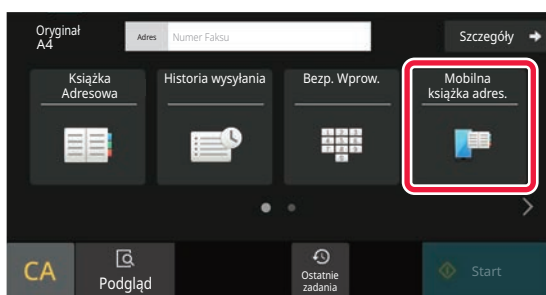 Oryginał
A4
Adres
Numer Faksu
Szczegóły
Książka
Adresowa
Historia wysyłania
Bezp. Wprow.
Mobilna
książka adres.
CA
Podgląd
Ostatnie
zadania
Start